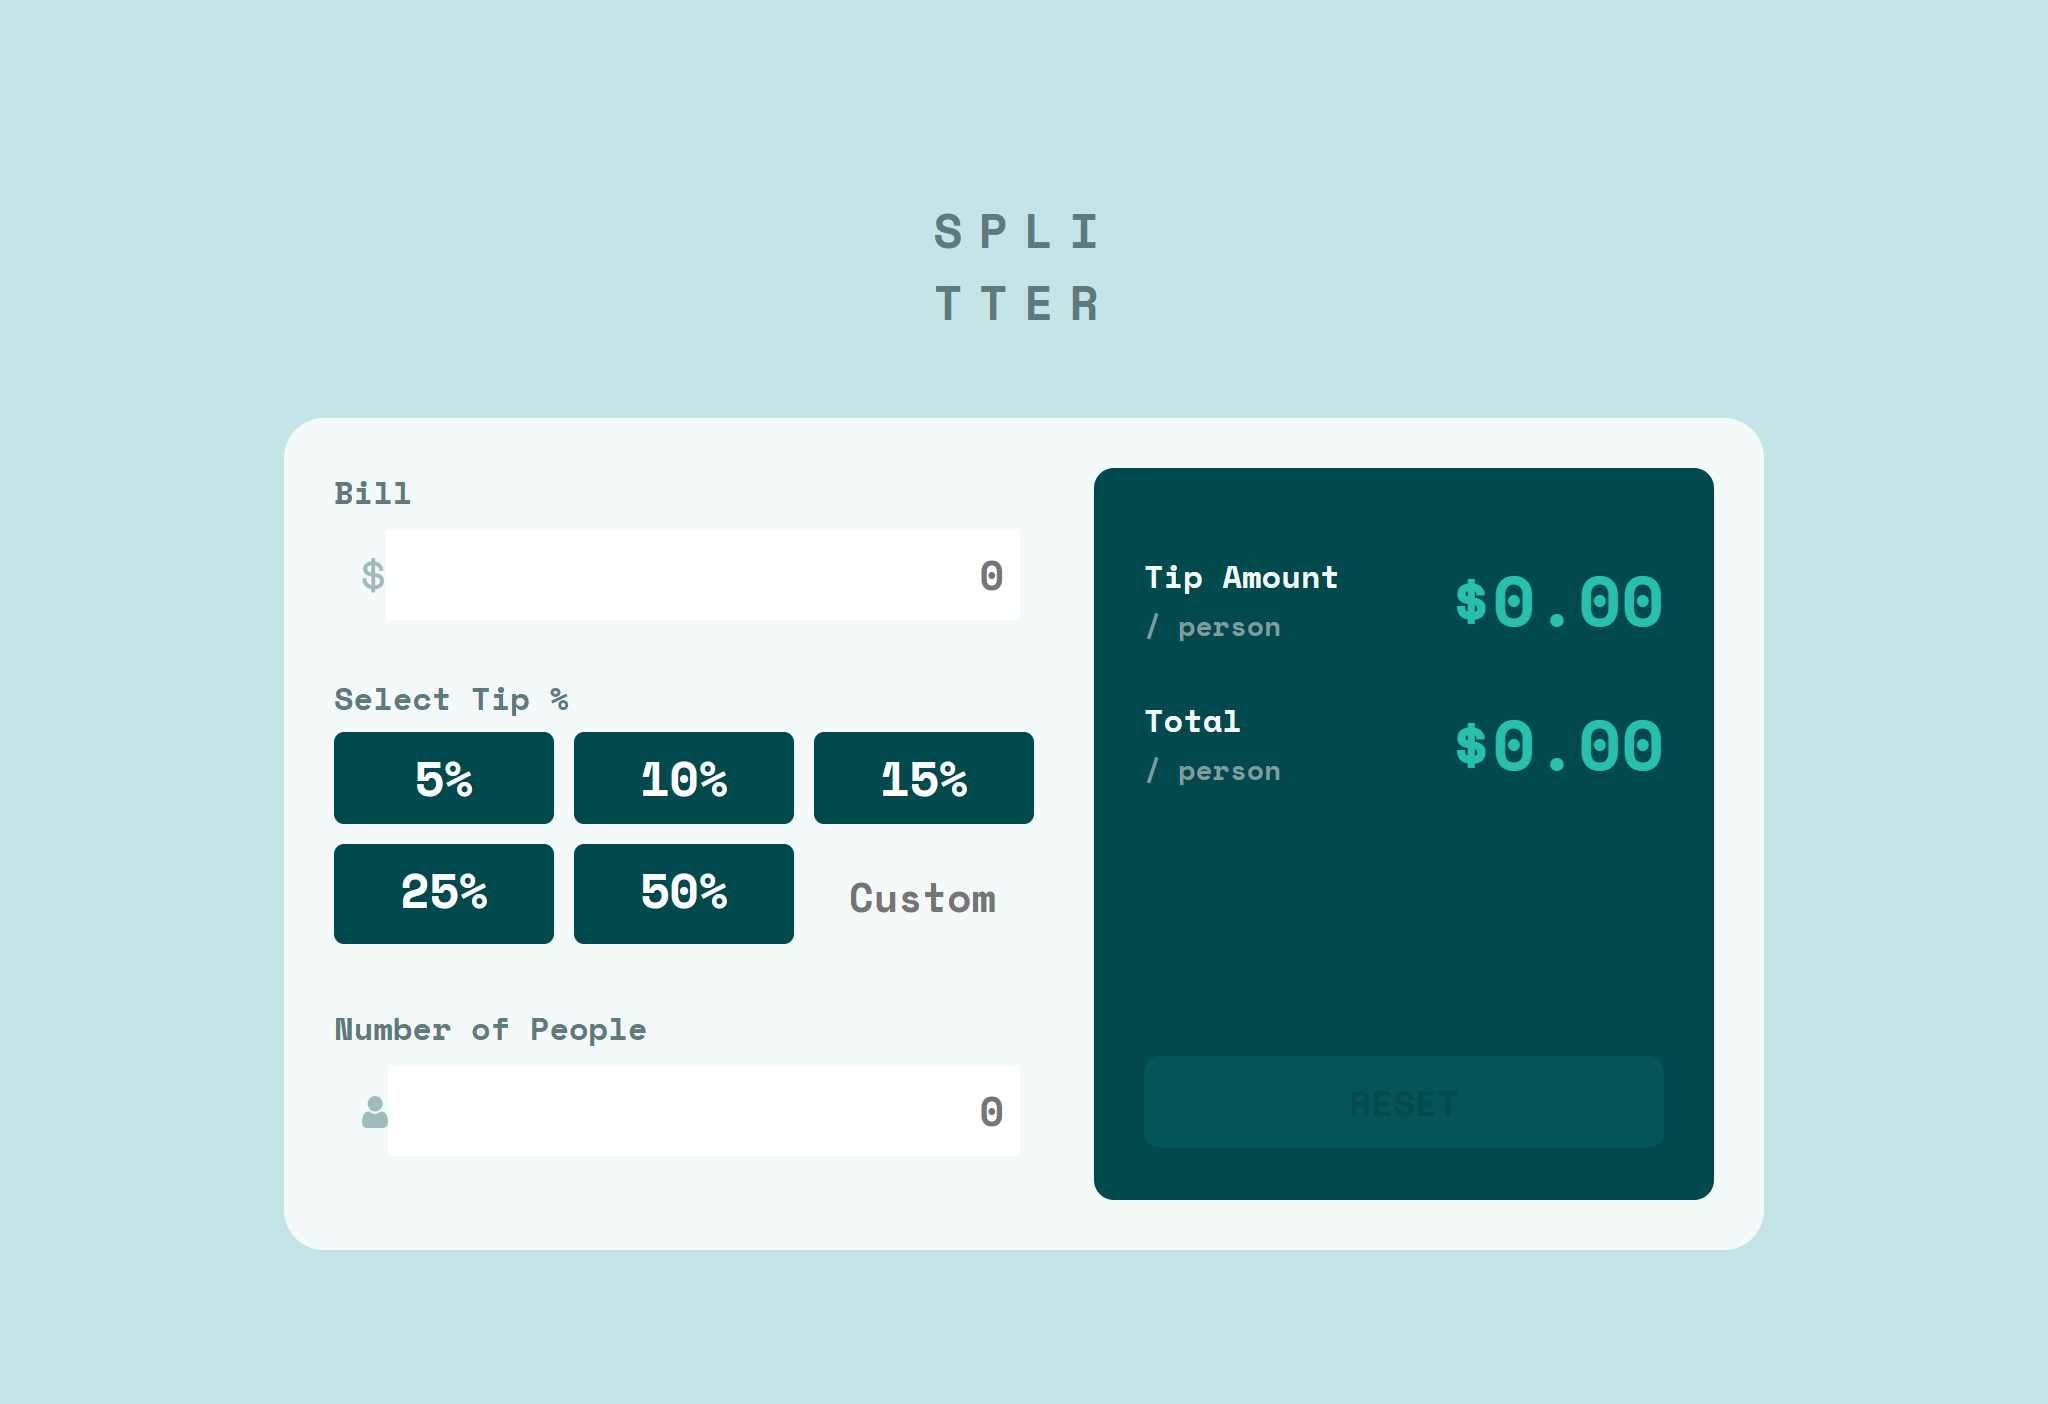 SPLI
TTER
Bill
$ 0
Select Tip %
5% 10% 15%
25% 50% Custom
Number of People
0
Tip Amount
/ person
$0.00
Total
/ person
$0.00
RESET